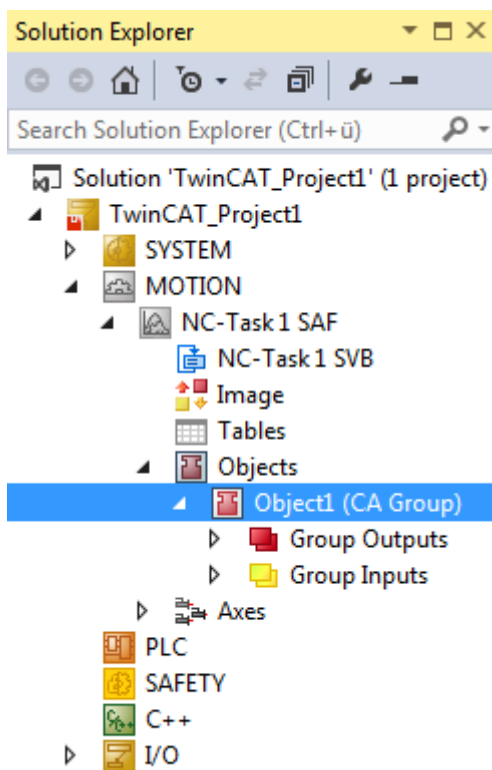 Solution Explorer
Search Solution Explorer (Ctrl+ü)
Solution 'TwinCAT_Project1' (1 project)
TwinCAT_Project1
SYSTEM
MOTION
NC-Task 1 SAF
NC-Task 1 SVB
Image
Tables
Objects
Object1 (CA Group)
Group Outputs
Group Inputs
Axes
PLC
SAFETY
C++
I/O